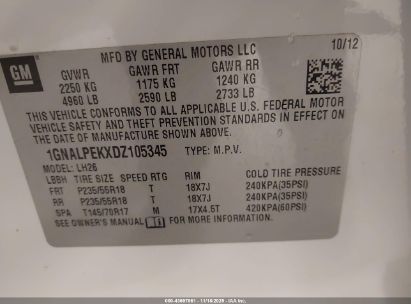 MFD BY GENERAL MOTORS LLC 10/12
GM
GVWR GAWR FRT GAWR RR
2250 KG 1175 KG 1240 KG
4960 LB 2590 LB 2733 LB
THIS VEHICLE CONFORMS TO ALL APPLICABLE U.S. FEDERAL MOTOR
VEHICLE SAFETY AND THEFT PREVENTION STANDARDS IN EFFECT ON
THE DATE OF MANUFACTURE SHOWN ABOVE.
1GNALPEKXDZ105345 TYPE: M.P.V.
MODEL: LH26
LBBH TIRE SIZE SPEED RTG RIM COLD TIRE PRESSURE
FRT P235/55R18 T 18X7J 240KPA(35PSI)
RR P235/55R18 T 18X7J 240KPA(35PSI)
SPA T145/70R17 M 17X4.5T 420KPA(60PSI)
SEE OWNER'S MANUAL FOR MORE INFORMATION.